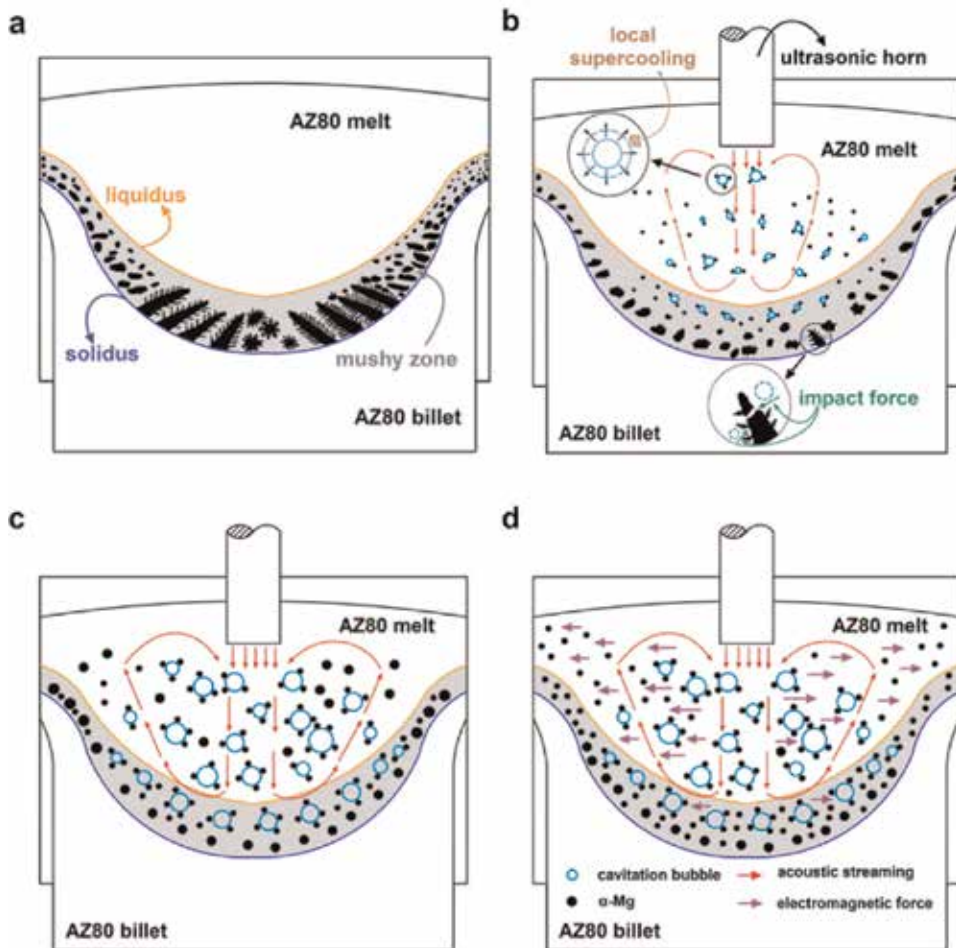 a
AZ80 melt
liquidus
solidus
mushy zone
AZ80 billet
b
local
supercooling
ultrasonic horn
AZ80 melt
impact force
AZ80 billet
c
AZ80 melt
AZ80 billet
d
AZ80 melt
cavitation bubble
acoustic streaming
α-Mg
electromagnetic force
AZ80 billet